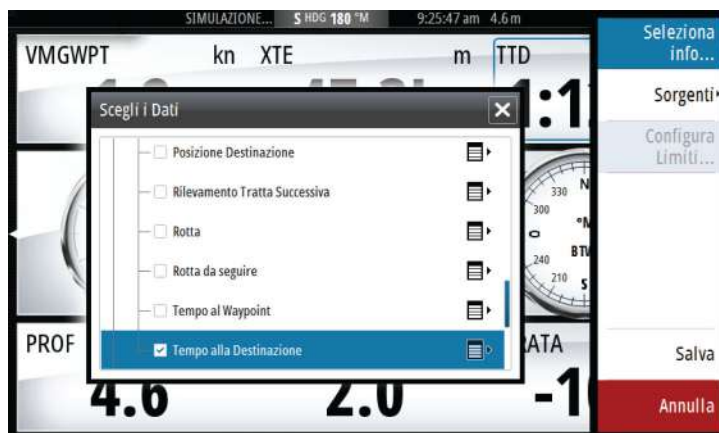 SIMULAZIONE... S HDG 180 °M 9:25:47 am 4.6 m
VMGWPT kn XTE m TTD
Seleziona
info...
Sorgenti
Configura
Limiti...
Salva
Annulla
Scegli i Dati
Posizione Destinazione
Rilevamento Tratta Successiva
Rotta
Rotta da seguire
Tempo al Waypoint
Tempo alla Destinazione
330 N
300
°M
BTW
240
210 S
PROF
4.6 2.0